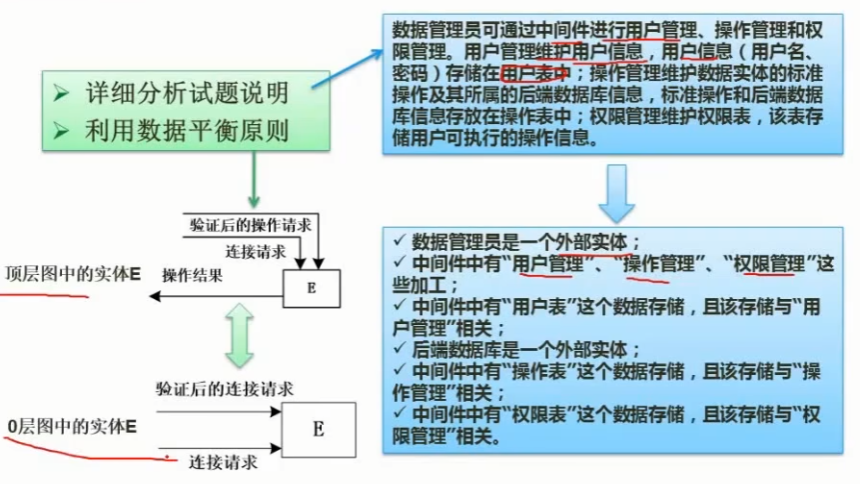 详细分析试题说明
利用数据平衡原则
数据管理员可通过中间件进行用户管理、操作管理和权
限管理。用户管理维护用户信息，用户信息（用户名、
密码）存储在用户表中；操作管理维护数据实体的标准
操作及其所属的后端数据库信息，标准操作和后端数据
库信息存放在操作表中；权限管理维护权限表，该表存
储用户可执行的操作信息。
验证后的操作请求
连接请求
顶层图中的实体E
操作结果
E
验证后的连接请求
0层图中的实体E
E
连接请求
✓ 数据管理员是一个外部实体；
✓ 中间件中有“用户管理”、“操作管理”、“权限管理”这
些加工；
✓ 中间件中有“用户表”这个数据存储，且该存储与“用
户管理”相关；
✓ 后端数据库是一个外部实体；
✓ 中间件中有“操作表”这个数据存储，且该存储与“操
作管理”相关；
✓ 中间件中有“权限表”这个数据存储，且该存储与“权
限管理”相关。